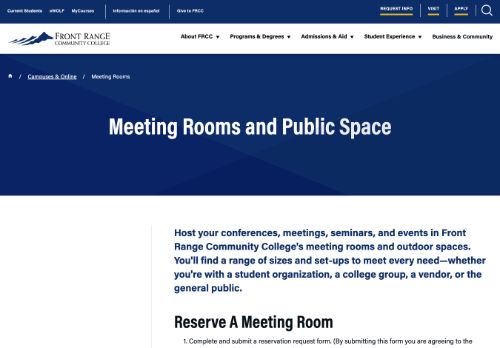 Current Students eWOLF MyCourses Información en español Give to FRCC REQUEST INFO VISIT APPLY
FRONT RANGE
COMMUNITY COLLEGE
About FRCC Programs & Degrees Admissions & Aid Student Experience Business & Community
/ Campuses & Online / Meeting Rooms
Meeting Rooms and Public Space
Host your conferences, meetings, seminars, and events in Front
Range Community College's meeting rooms and outdoor spaces.
You'll find a range of sizes and set-ups to meet every need—whether
you're with a student organization, a college group, a vendor, or the
general public.
Reserve A Meeting Room
1. Complete and submit a reservation request form. (By submitting this form you are agreeing to the